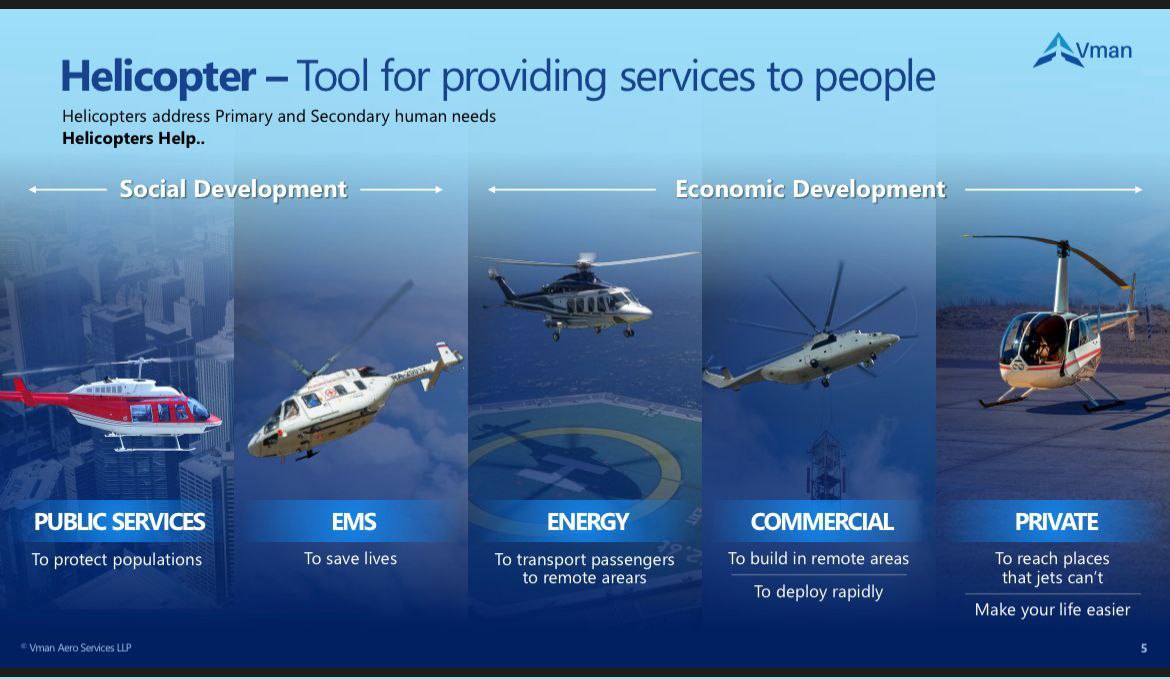 Vman
Helicopter – Tool for providing services to people
Helicopters address Primary and Secondary human needs
Helicopters Help..
Social Development
Economic Development
PUBLIC SERVICES
To protect populations
EMS
To save lives
ENERGY
To transport passengers
to remote arears
COMMERCIAL
To build in remote areas
To deploy rapidly
PRIVATE
To reach places
that jets can't
Make your life easier
© Vman Aero Services LLP
5